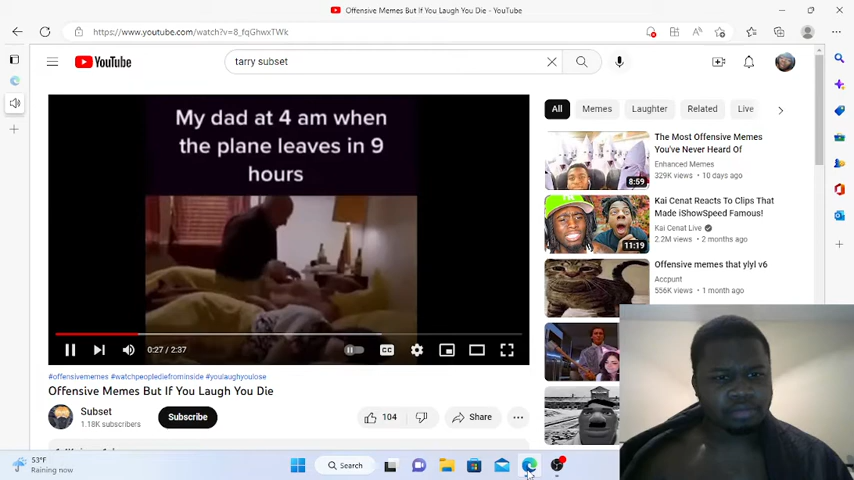 Offensive Memes But If You Laugh You Die - YouTube
https://www.youtube.com/watch?v=8_fqGhwxTWk
YouTube
tarry subset
My dad at 4 am when
the plane leaves in 9
hours
0:27 / 2:37
CC
#offensivememes #watchpeoplediefrominside #youlaughyoulose
Offensive Memes But If You Laugh You Die
Subset
1.18K subscribers
Subscribe
104
Share
All
Memes
Laughter
Related
Live
8:59
The Most Offensive Memes
You've Never Heard Of
Enhanced Memes
329K views • 10 days ago
11:19
Kai Cenat Reacts To Clips That
Made iShowSpeed Famous!
Kai Cenat Live
2.2M views • 2 months ago
Offensive memes that ylyl v6
Accpunt
556K views • 1 month ago
53°F
Raining now
Search